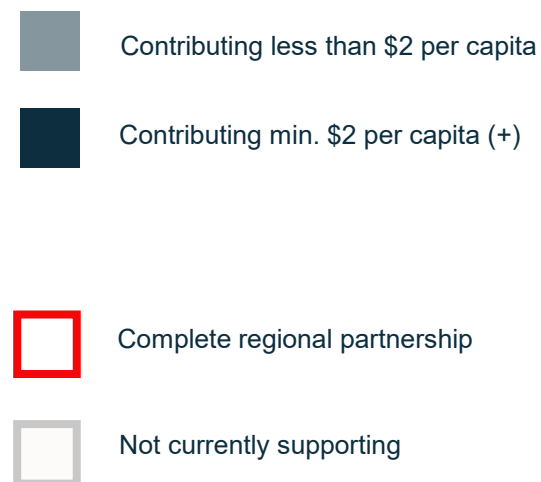 Contributing less than $2 per capita
Contributing min. $2 per capita (+)
Complete regional partnership
Not currently supporting